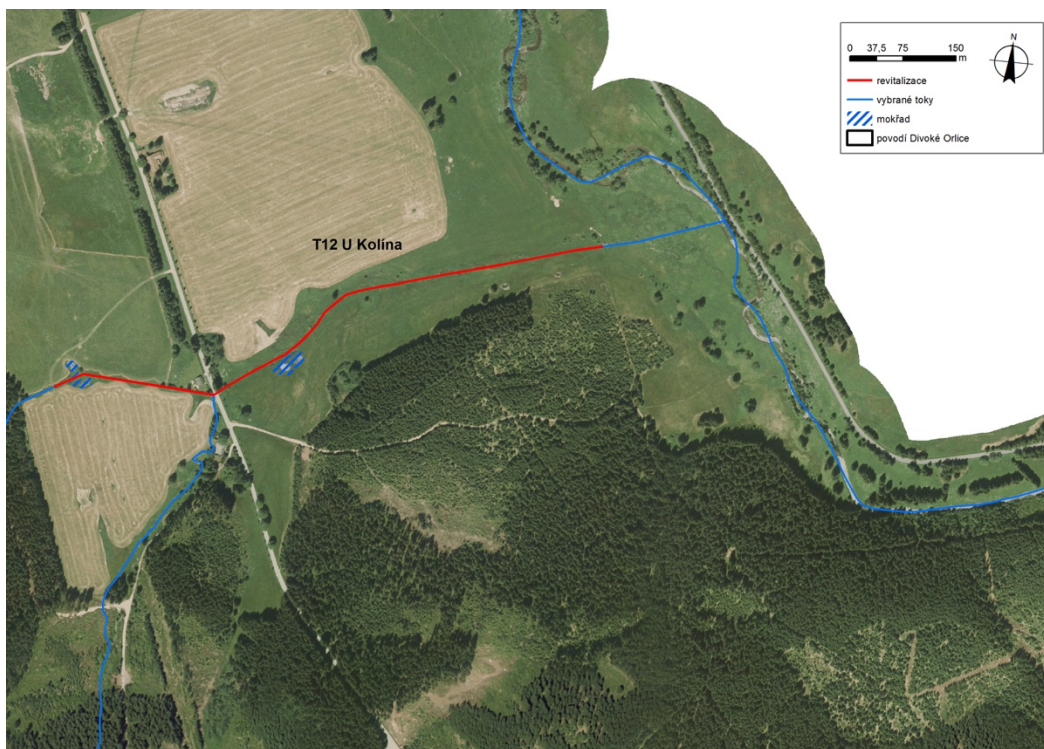 T12 U Kolína
0 37,5 75 150
m
N
revitalizace
vybrané toky
mokřad
povodí Divoké Orlice